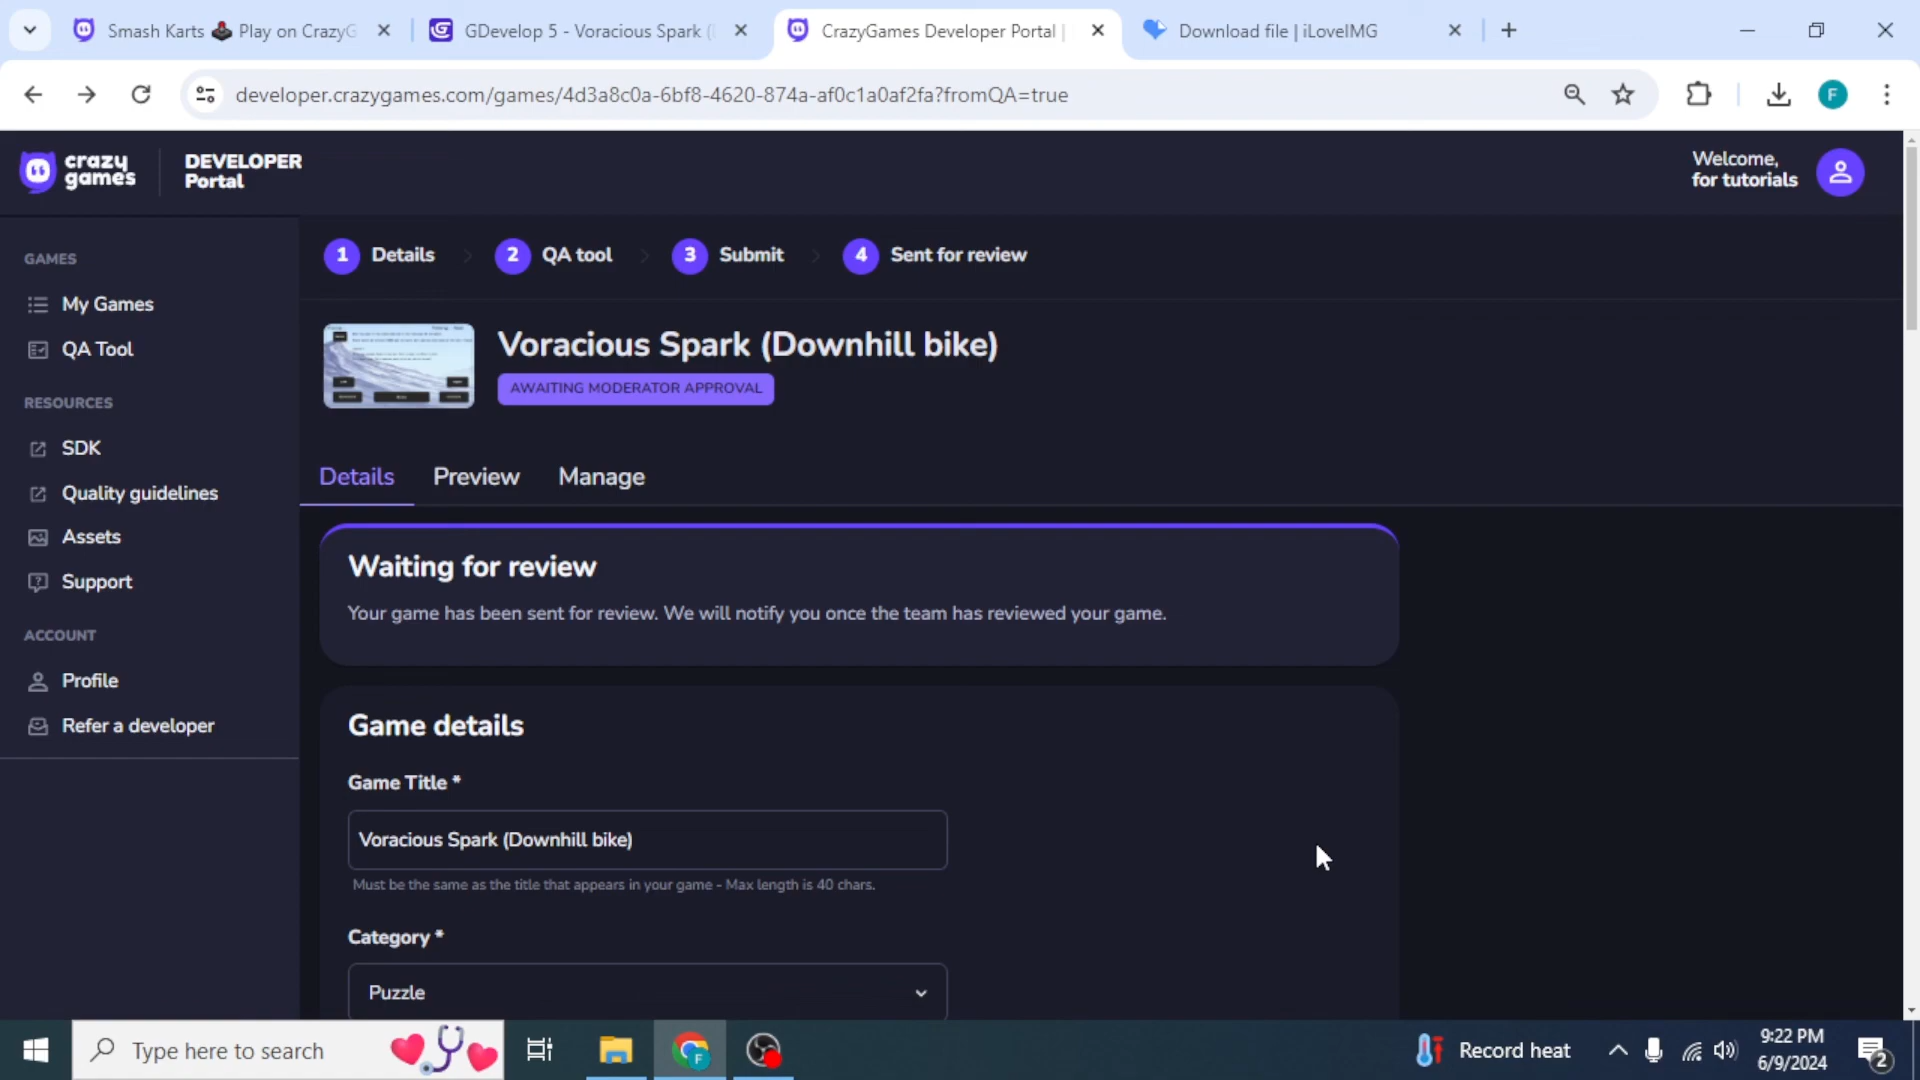 Smash Karts 🕹️ Play on CrazyG
GDevelop 5 - Voracious Spark (
CrazyGames Developer Portal |
Download file | iLoveIMG
developer.crazygames.com/games/4d3a8c0a-6bf8-4620-874a-af0c1a0af2fa?fromQA=true
F
crazy games
DEVELOPER Portal
Welcome,
for tutorials
GAMES
My Games
QA Tool
RESOURCES
SDK
Quality guidelines
Assets
Support
ACCOUNT
Profile
Refer a developer
1 Details
2 QA tool
3 Submit
4 Sent for review
Voracious Spark (Downhill bike)
AWAITING MODERATOR APPROVAL
Details Preview Manage
Waiting for review
Your game has been sent for review. We will notify you once the team has reviewed your game.
Game details
Game Title *
Voracious Spark (Downhill bike)
Must be the same as the title that appears in your game - Max length is 40 chars.
Category *
Puzzle
Type here to search
F
Record heat
9:22 PM
6/9/2024
2